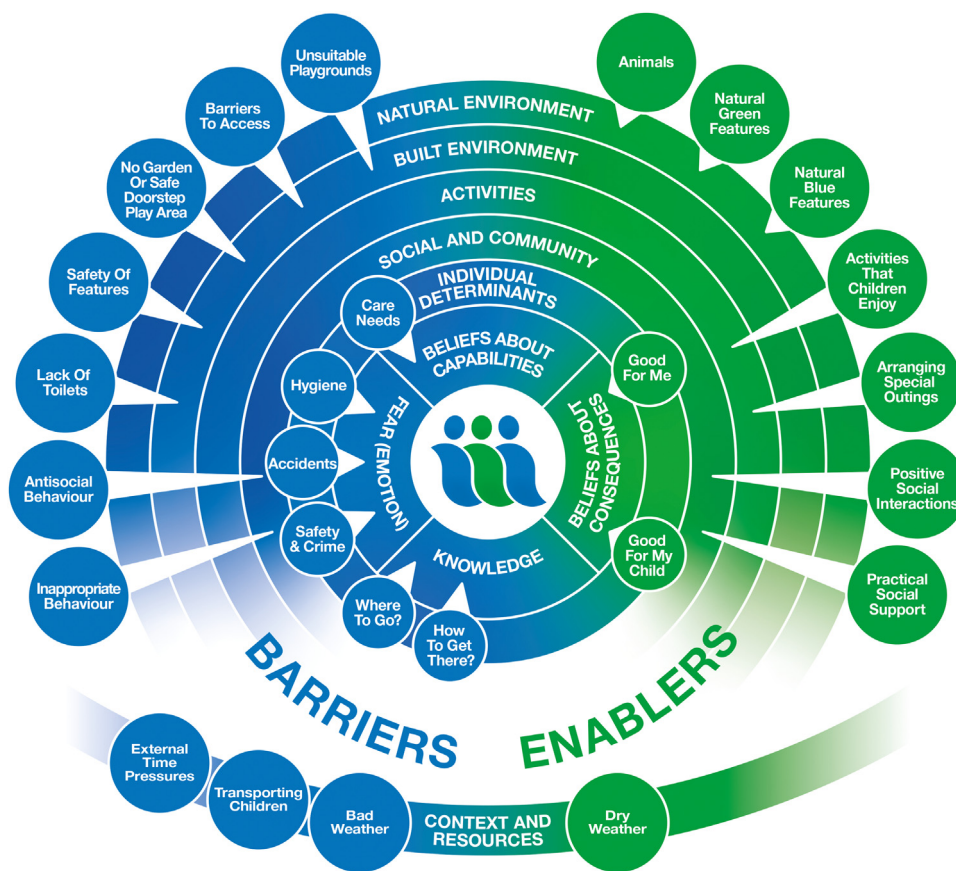 Unsuitable
Playgrounds
Barriers
To Access
No Garden
Or Safe
Doorstep
Play Area
Safety Of
Features
Lack Of
Toilets
Antisocial
Behaviour
Inappropriate
Behaviour
Animals
Natural
Green
Features
Natural
Blue
Features
Activities
That
Children
Enjoy
Arranging
Special
Outings
Positive
Social
Interactions
Practical
Social
Support
NATURAL ENVIRONMENT
BUILT ENVIRONMENT
ACTIVITIES
SOCIAL AND COMMUNITY
INDIVIDUAL
DETERMINANTS
BELIEFS ABOUT
CAPABILITIES
Care
Needs
Hygiene
Accidents
Safety
& Crime
FEAR (EMOTION)
Where
To Go?
How
To Get
There?
KNOWLEDGE
BELIEFS ABOUT
CONSEQUENCES
Good
For Me
Good
For My
Child
BARRIERS
ENABLERS
External
Time
Pressures
Transporting
Children
Bad
Weather
CONTEXT AND
RESOURCES
Dry
Weather